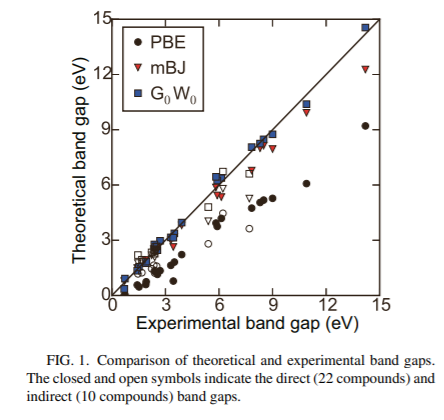 15
12
9
6
3
0
Theoretical band gap (eV)
PBE
mBJ
G₀ W₀
0 3 6 9 12 15
Experimental band gap (eV)
FIG. 1. Comparison of theoretical and experimental band gaps.
The closed and open symbols indicate the direct (22 compounds) and
indirect (10 compounds) band gaps.